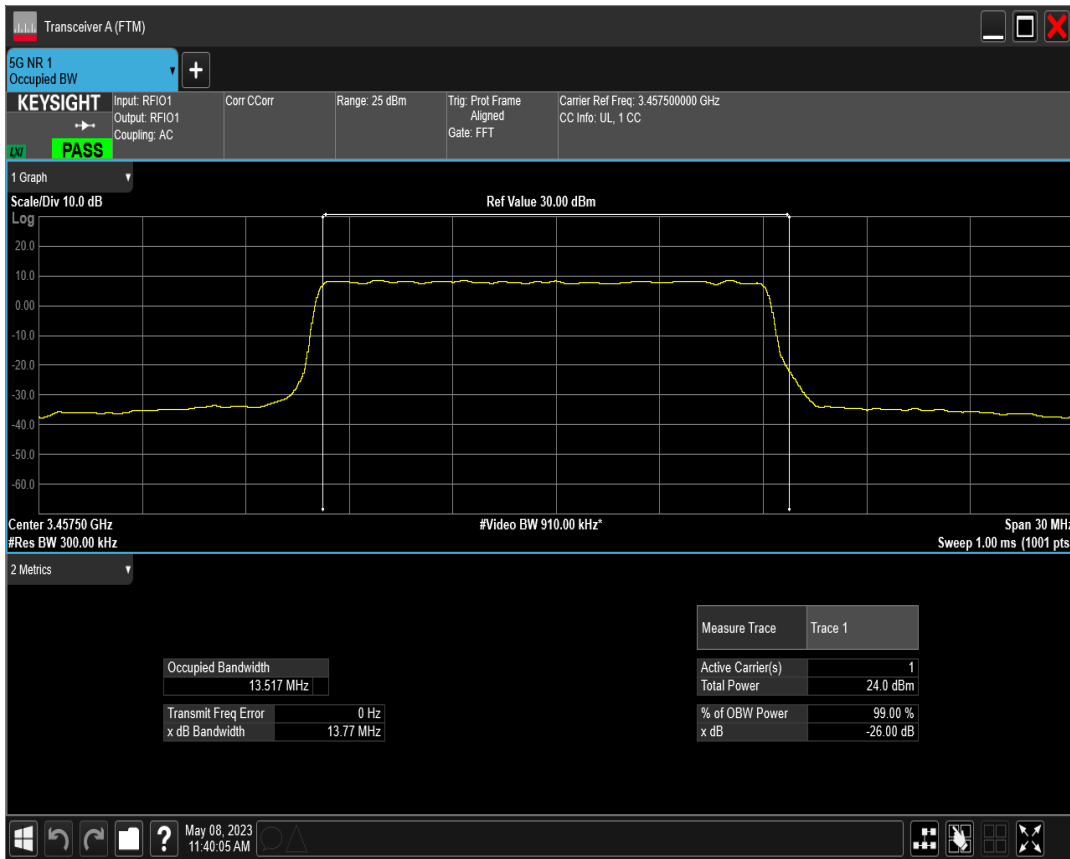 Transceiver A (FTM)
5G NR 1
Occupied BW
KEYSIGHT
LXI
PASS
Input: RFIO1
Output: RFIO1
Coupling: AC
Corr CCorr
Range: 25 dBm
Trig: Prot Frame
Aligned
Gate: FFT
Carrier Ref Freq: 3.457500000 GHz
CC Info: UL, 1 CC
1 Graph
Scale/Div 10.0 dB
Ref Value 30.00 dBm
Log
20.0
10.0
0.00
-10.0
-20.0
-30.0
-40.0
-50.0
-60.0
Center 3.45750 GHz
#Video BW 910.00 kHz*
Span 30 MHz
#Res BW 300.00 kHz
Sweep 1.00 ms (1001 pts
2 Metrics
Measure Trace Trace 1
Occupied Bandwidth
13.517 MHz
Active Carrier(s) 1
Total Power 24.0 dBm
Transmit Freq Error 0 Hz
x dB Bandwidth 13.77 MHz
% of OBW Power 99.00 %
x dB -26.00 dB
?
May 08, 2023
11:40:05 AM